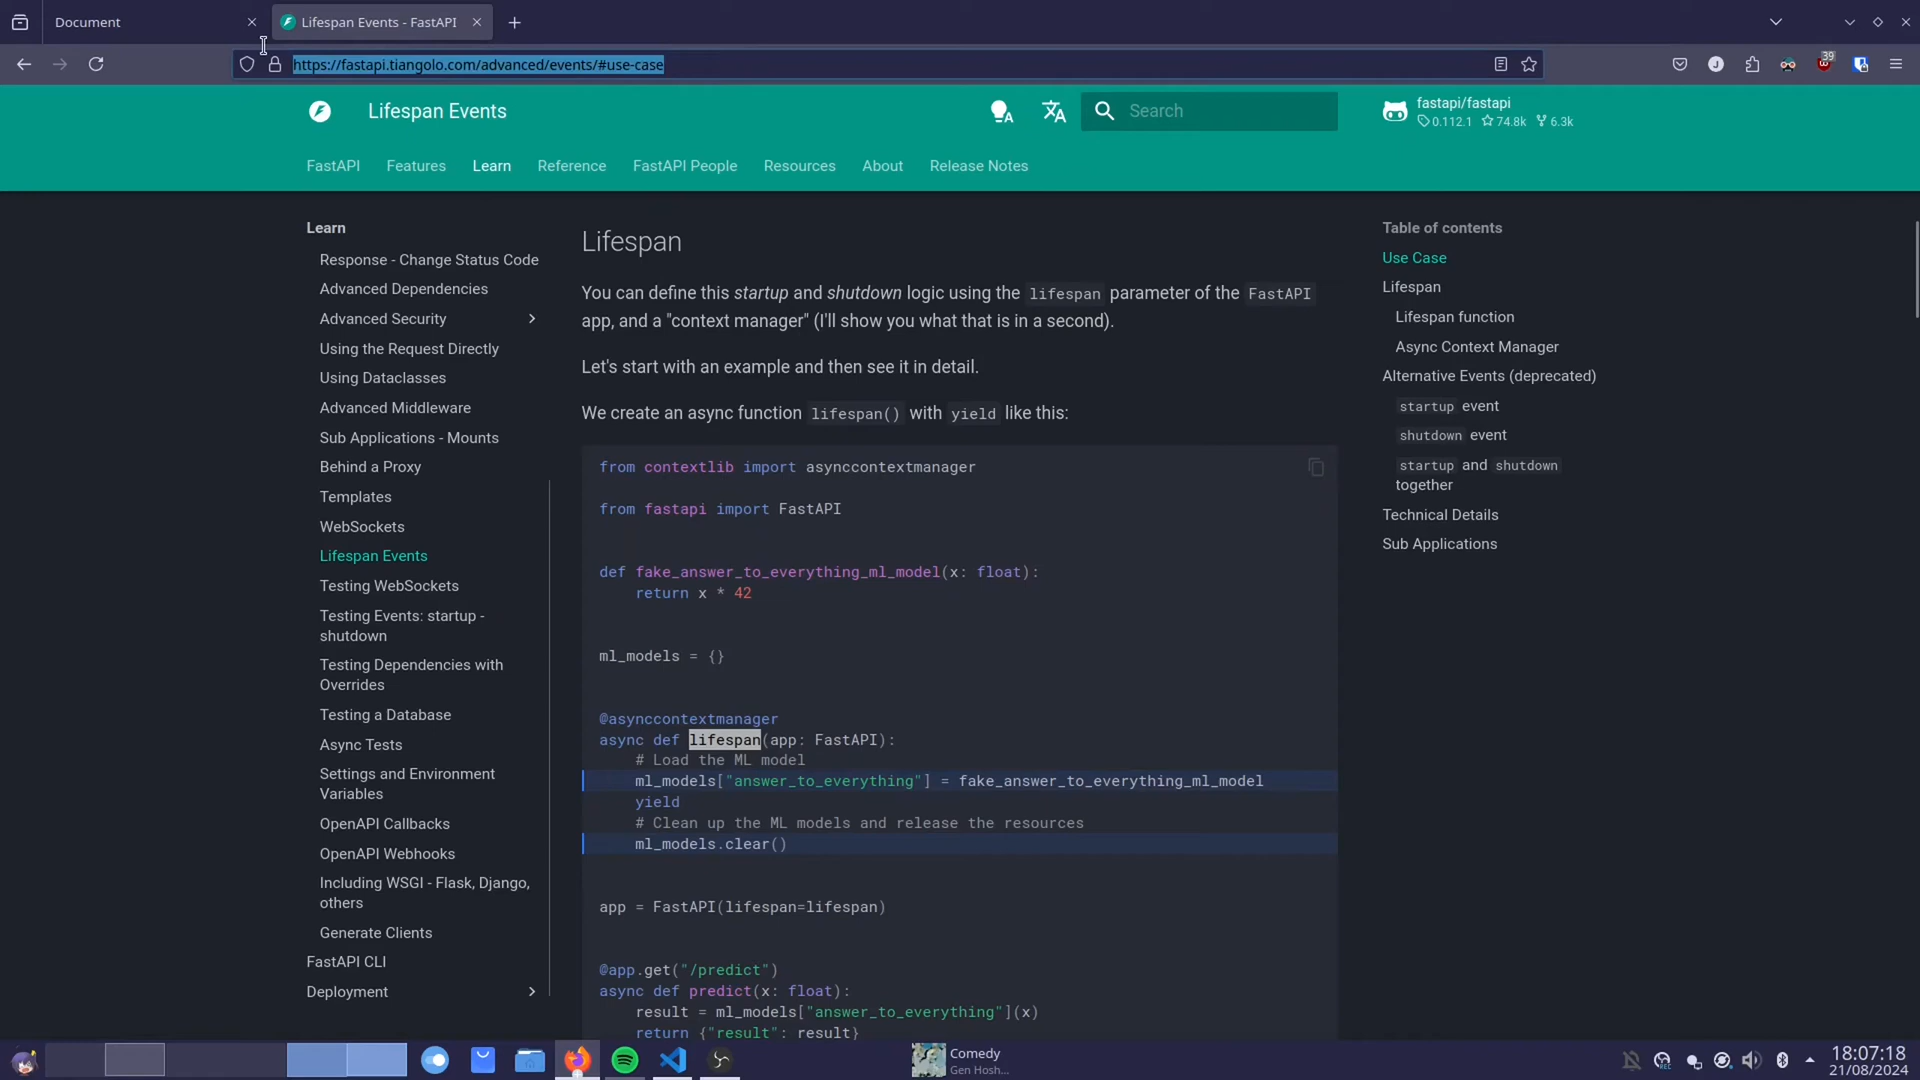 Document
Lifespan Events - FastAPI
https://fastapi.tiangolo.com/advanced/events/#use-case
39
Lifespan Events
Search
fastapi/fastapi
0.112.1 74.8k 6.3k
FastAPI Features Learn Reference FastAPI People Resources About Release Notes
Learn
Response - Change Status Code
Advanced Dependencies
Advanced Security
Using the Request Directly
Using Dataclasses
Advanced Middleware
Sub Applications - Mounts
Behind a Proxy
Templates
WebSockets
Lifespan Events
Testing WebSockets
Testing Events: startup -
shutdown
Testing Dependencies with
Overrides
Testing a Database
Async Tests
Settings and Environment
Variables
OpenAPI Callbacks
OpenAPI Webhooks
Including WSGI - Flask, Django,
others
Generate Clients
FastAPI CLI
Deployment
Lifespan
You can define this startup and shutdown logic using the lifespan parameter of the FastAPI
app, and a "context manager" (I'll show you what that is in a second).
Let's start with an example and then see it in detail.
We create an async function lifespan() with yield like this:
from contextlib import asynccontextmanager
from fastapi import FastAPI
def fake_answer_to_everything_ml_model(x: float):
return x * 42
ml_models = {}
@asynccontextmanager
async def lifespan(app: FastAPI):
# Load the ML model
ml_models["answer_to_everything"] = fake_answer_to_everything_ml_model
yield
# Clean up the ML models and release the resources
ml_models.clear()
app = FastAPI(lifespan=lifespan)
@app.get("/predict")
async def predict(x: float):
result = ml_models["answer_to_everything"](x)
return {"result": result}
Table of contents
Use Case
Lifespan
Lifespan function
Async Context Manager
Alternative Events (deprecated)
startup event
shutdown event
startup and shutdown
together
Technical Details
Sub Applications
Comedy
Gen Hosh...
18:07:18
21/08/2024